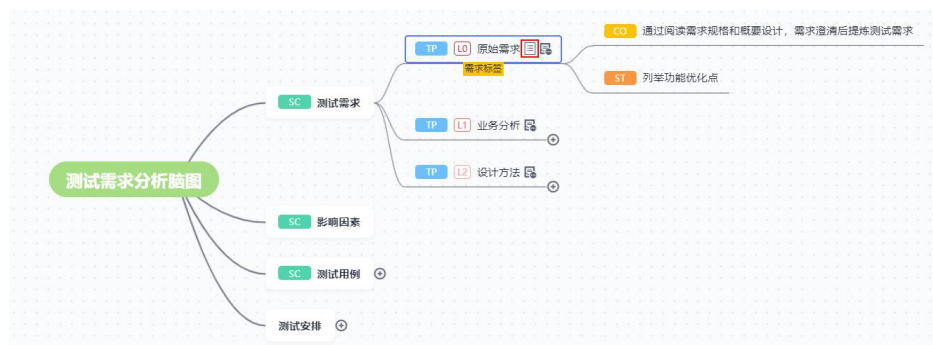 CO 通过阅读需求规格和概要设计，需求澄清后提炼测试需求
TP L0 原始需求
需求标签
ST 列举功能优化点
SC 测试需求
TP L1 业务分析
TP L2 设计方法
测试需求分析脑图
SC 影响因素
SC 测试用例
测试安排